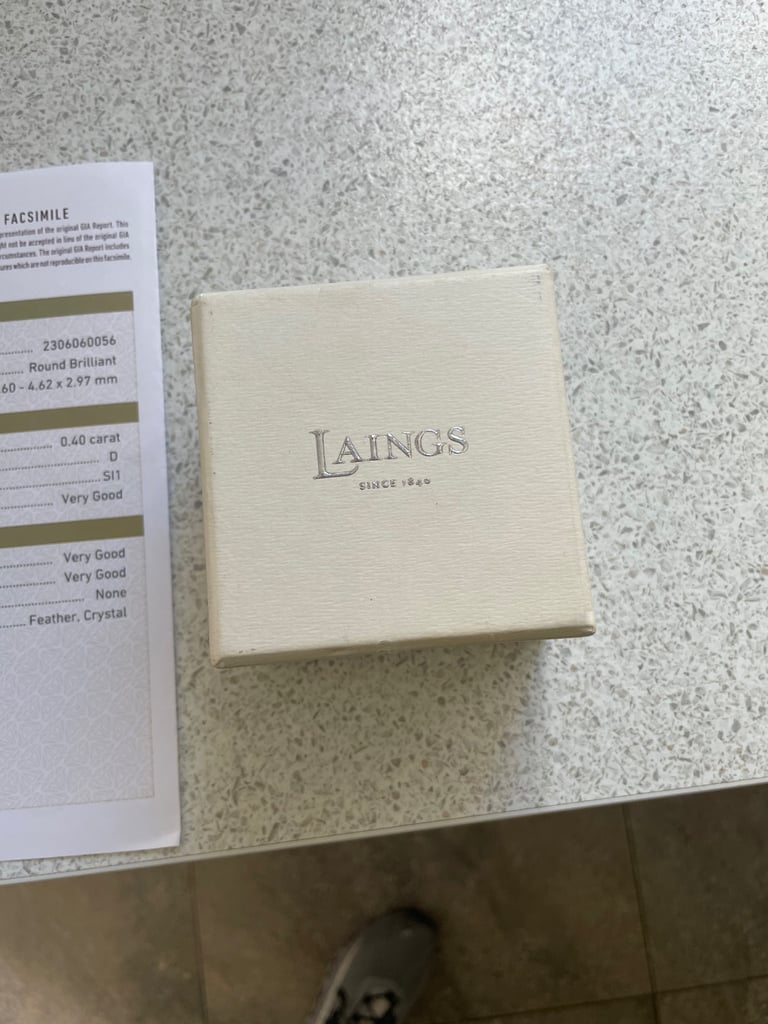 FACSIMILE
presentation of the original GIA Report. This
ght not be accepted in lieu of the original GIA
rcumstances. The original GIA Report includes
ures which are not reproducible on this facsimile.
2306060056
Round Brilliant
.60 - 4.62 x 2.97 mm
0.40 carat
D
SI1
Very Good
Very Good
Very Good
None
Feather, Crystal
LAINGS
SINCE 1840